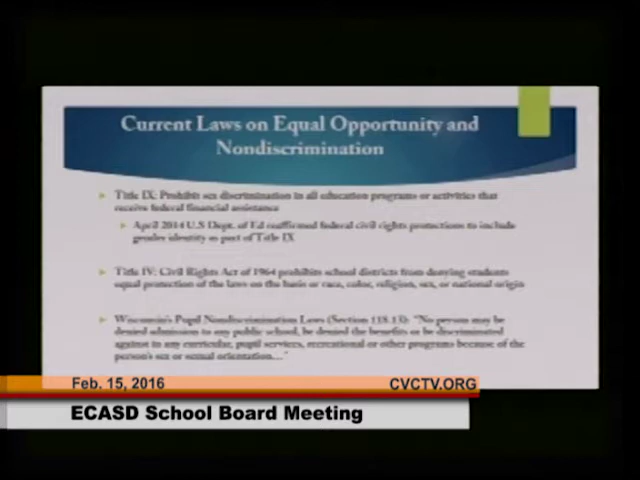 Current Laws on Equal Opportunity and
Nondiscrimination
Title IX: Prohibits sex discrimination in all education programs or activities that
receive federal financial assistance
April 2014 U.S Dept. of Ed reaffirmed federal civil rights protections to include
gender identity as part of Title IX
Title IV: Civil Rights Act of 1964 prohibits school districts from denying students
equal protection of the laws on the basis or race, color, religion, sex, or national origin
Wisconsin's Pupil Nondiscrimination Laws (Section 118.13): "No person may be
denied admission to any public school, be denied the benefits or be discriminated
against in any curricular, pupil services, recreational or other programs because of the
person's sex or sexual orientation..."
Feb. 15, 2016 CVCTV.ORG
ECASD School Board Meeting